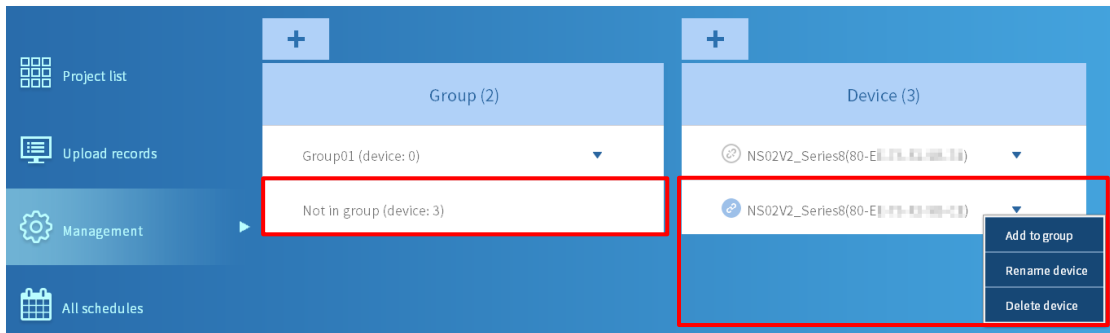 Project list
Upload records
Management
All schedules
+
Group (2)
Group01 (device: 0)
Not in group (device: 3)
+
Device (3)
NS02V2_Series8(80-E
NS02V2_Series8(80-E
Add to group
Rename device
Delete device